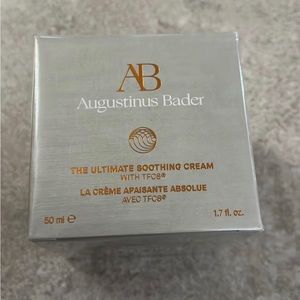 AB
Augustinus Bader
THE ULTIMATE SOOTHING CREAM
WITH TFC8®
LA CRÈME APAISANTE ABSOLUE
AVEC TFC8®
50 ml ℮ 1.7 fl. oz.